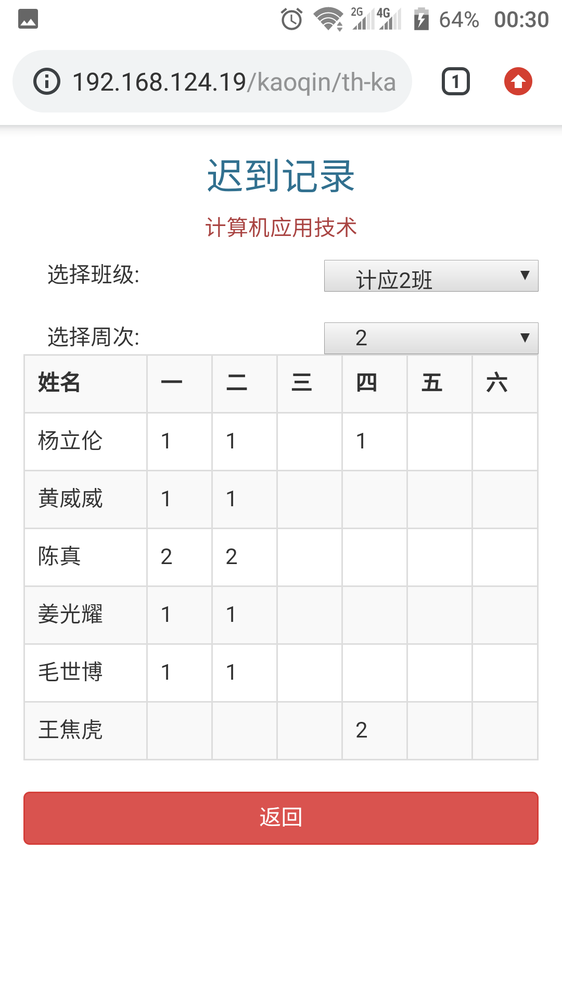 2G 4G 64% 00:30
192.168.124.19/kaoqin/th-ka 1
迟到记录
计算机应用技术
选择班级: 计应2班
选择周次: 2
姓名 一 二 三 四 五 六
杨立伦 1 1 1
黄威威 1 1
陈真 2 2
姜光耀 1 1
毛世博 1 1
王焦虎 2
返回